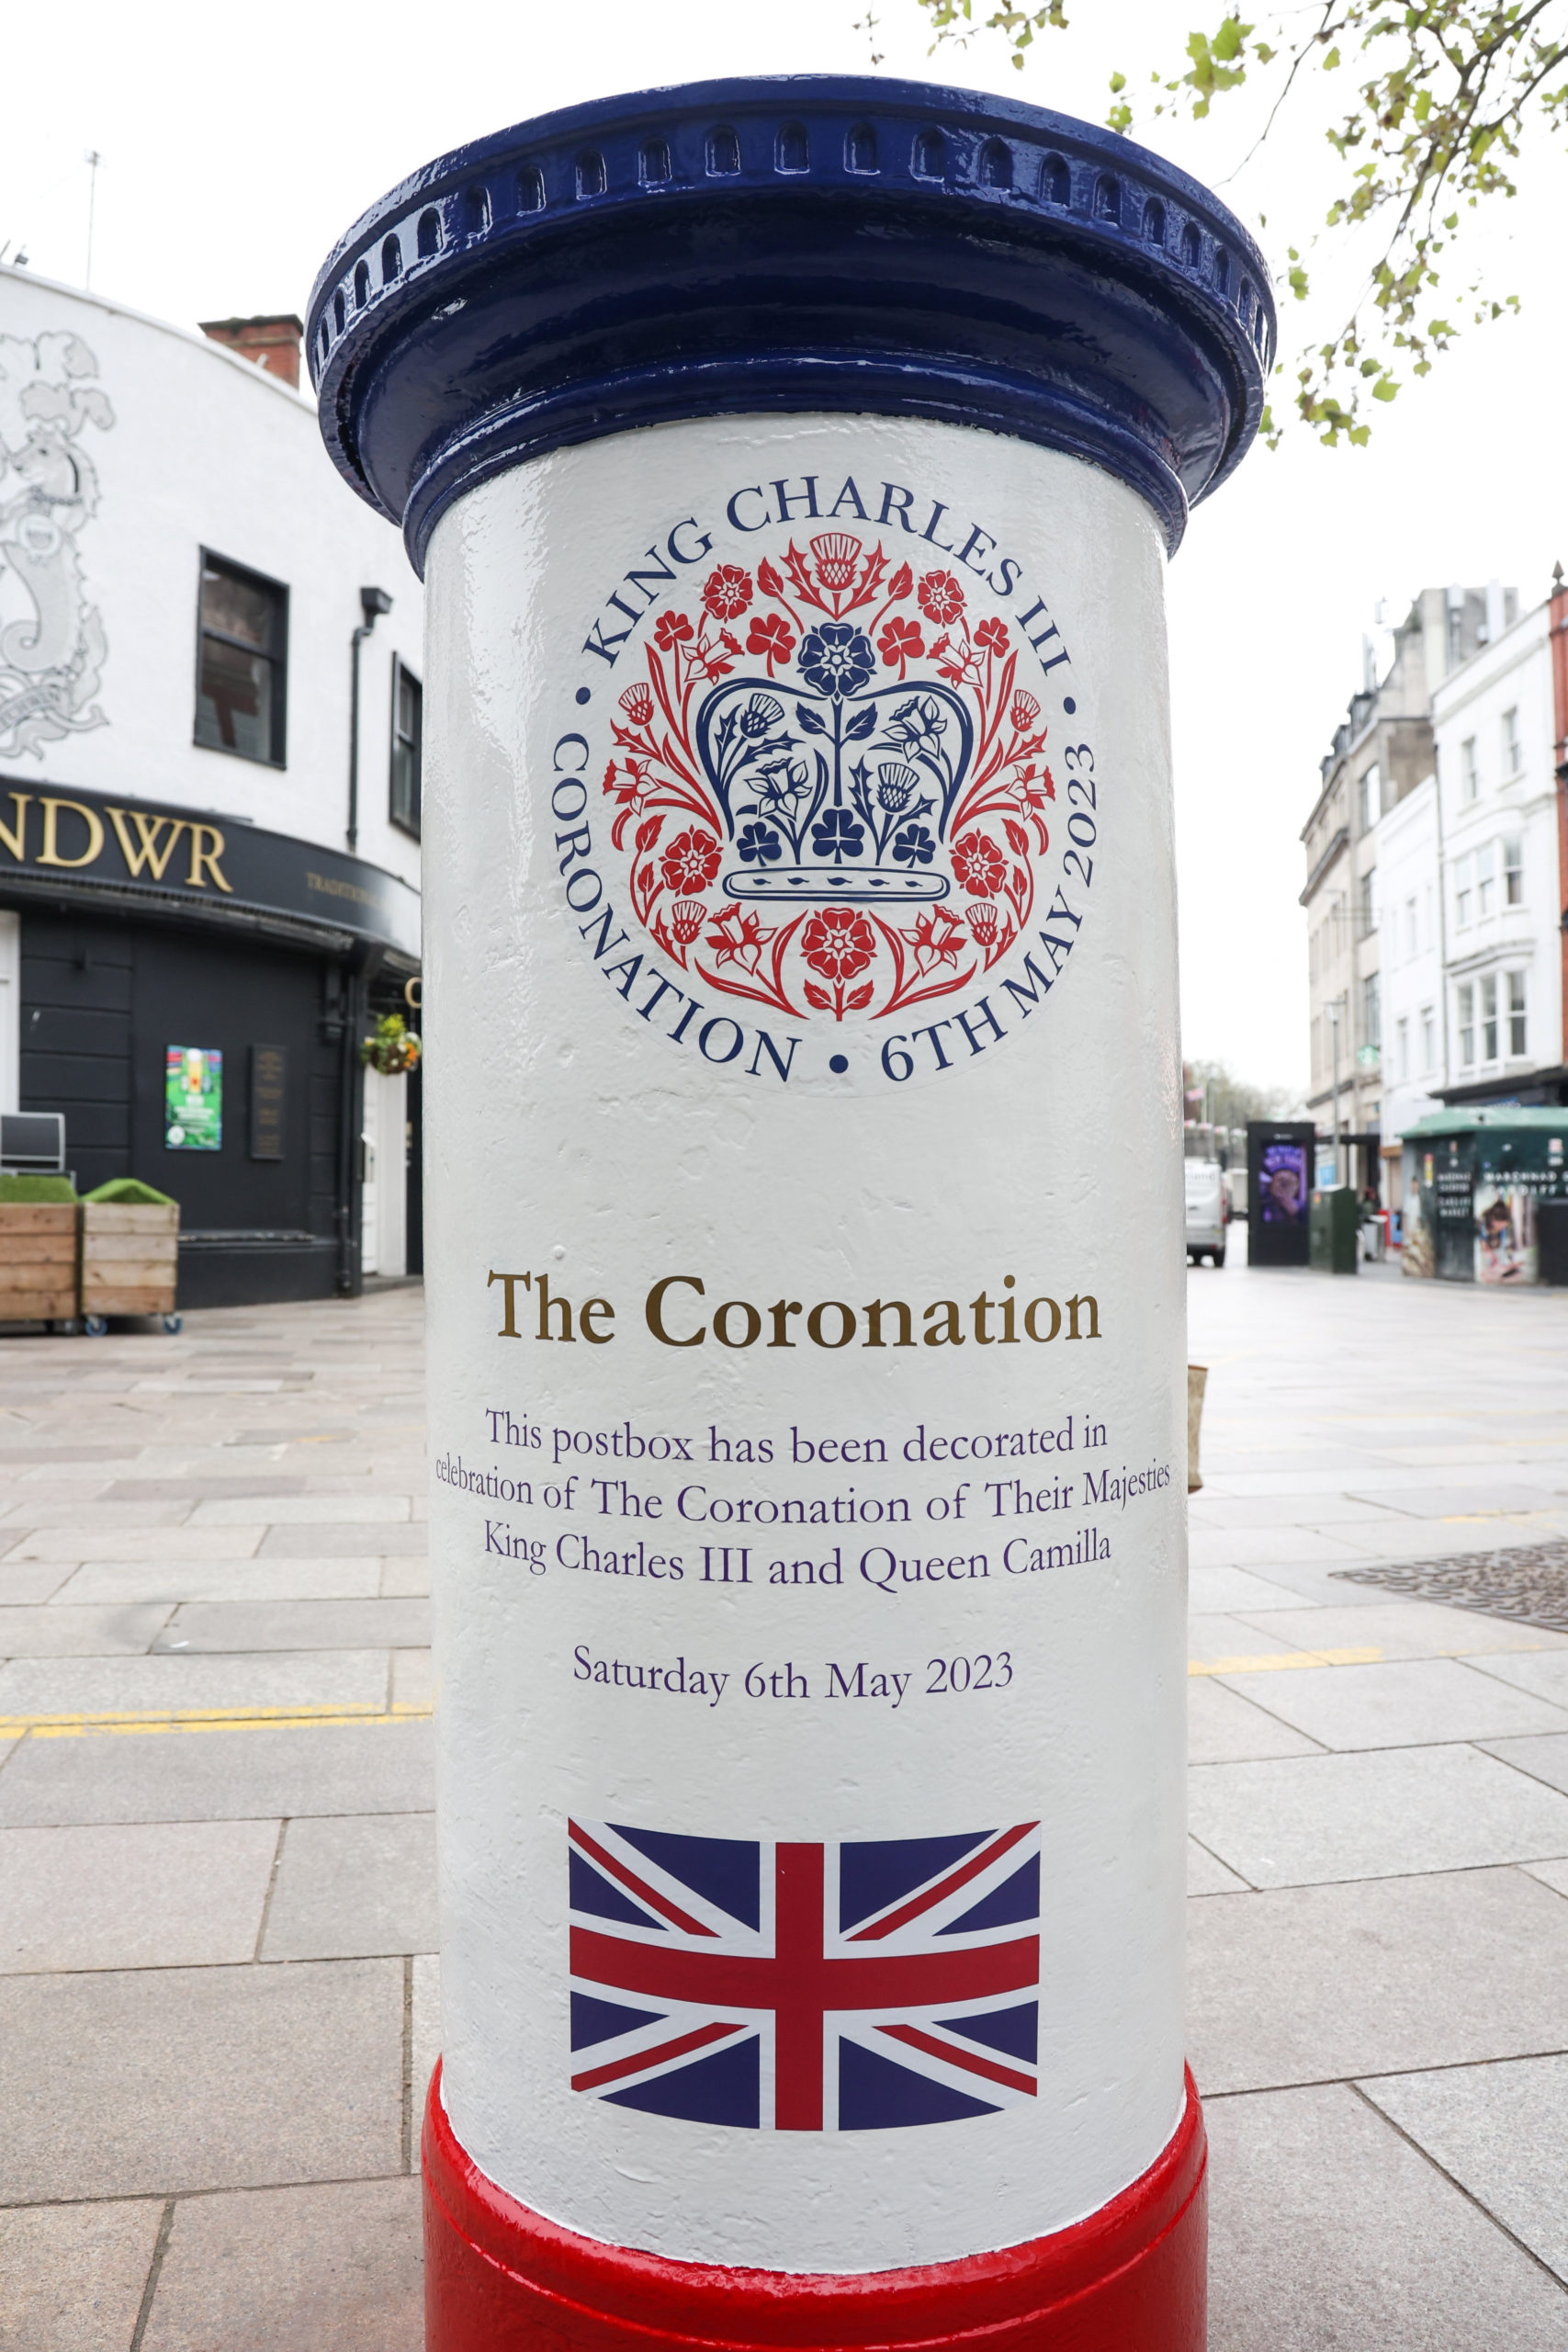 KING CHARLES III
CORONATION • 6TH MAY 2023
The Coronation
This postbox has been decorated in
celebration of The Coronation of Their Majesties
King Charles III and Queen Camilla
Saturday 6th May 2023
NDWR